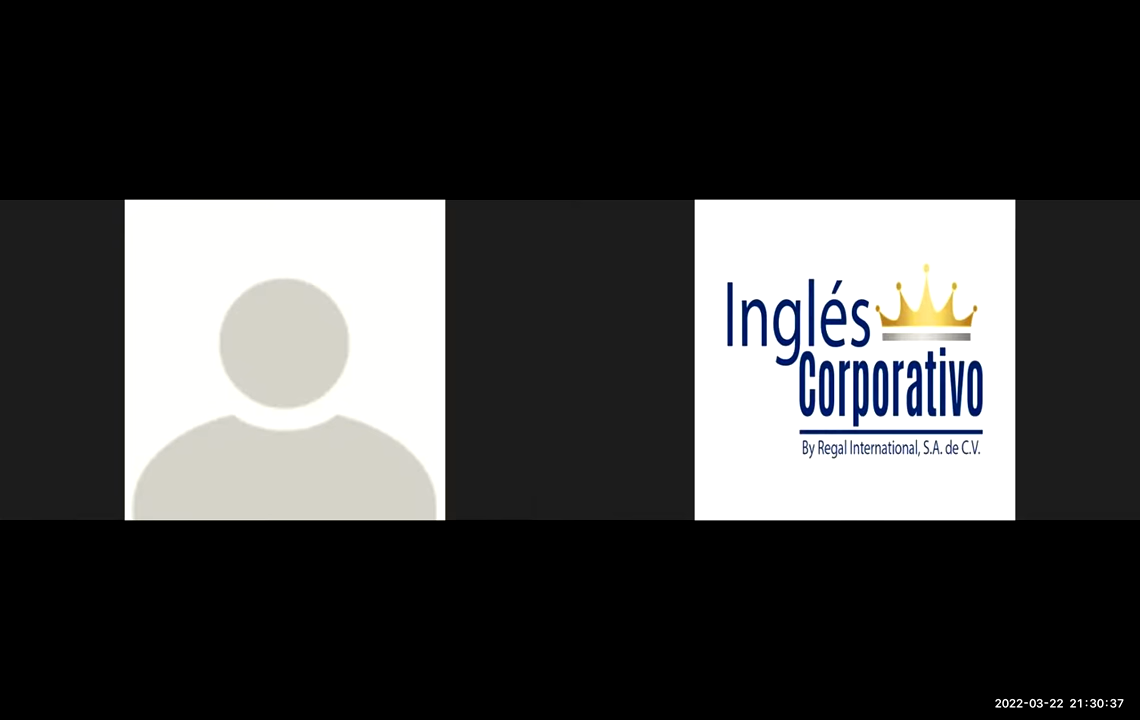 Inglés
Corporativo
By Regal International, S.A. de C.V.
2022-03-22 21:30:37